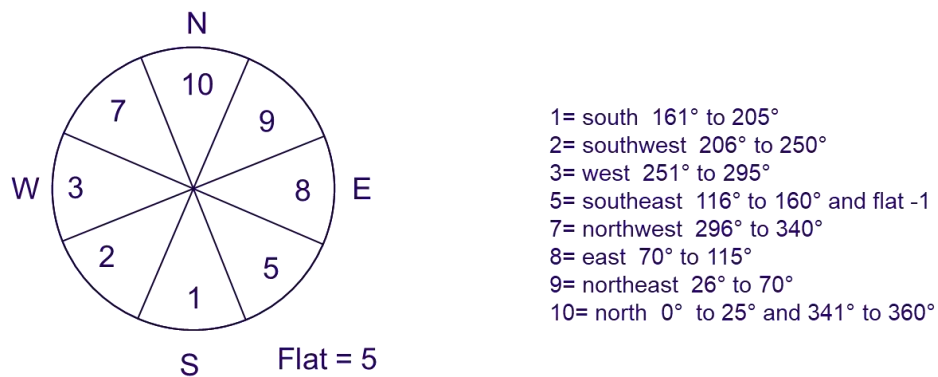 N
10
7
9
W
3
8
E
2
5
1
S
Flat = 5
1= south 161° to 205°
2= southwest 206° to 250°
3= west 251° to 295°
5= southeast 116° to 160° and flat -1
7= northwest 296° to 340°
8= east 70° to 115°
9= northeast 26° to 70°
10= north 0° to 25° and 341° to 360°